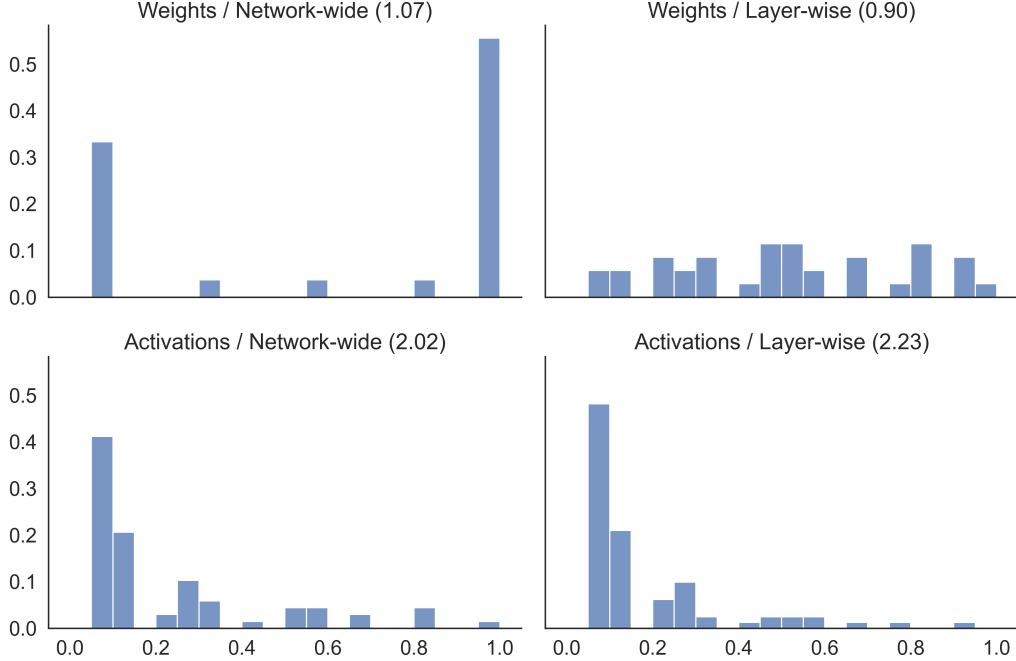 Weights / Network-wide (1.07)
Weights / Layer-wise (0.90)
0.5
0.4
0.3
0.2
0.1
0.0
Activations / Network-wide (2.02)
Activations / Layer-wise (2.23)
0.5
0.4
0.3
0.2
0.1
0.0
0.0 0.2 0.4 0.6 0.8 1.0
0.0 0.2 0.4 0.6 0.8 1.0